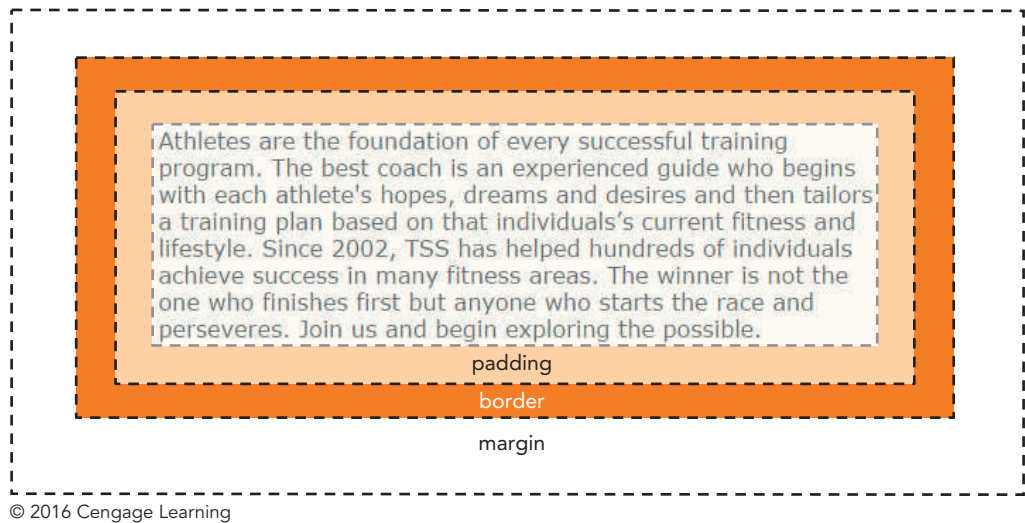 Athletes are the foundation of every successful training
program. The best coach is an experienced guide who begins
with each athlete's hopes, dreams and desires and then tailors
a training plan based on that individuals's current fitness and
lifestyle. Since 2002, TSS has helped hundreds of individuals
achieve success in many fitness areas. The winner is not the
one who finishes first but anyone who starts the race and
perseveres. Join us and begin exploring the possible.
padding
border
margin
© 2016 Cengage Learning